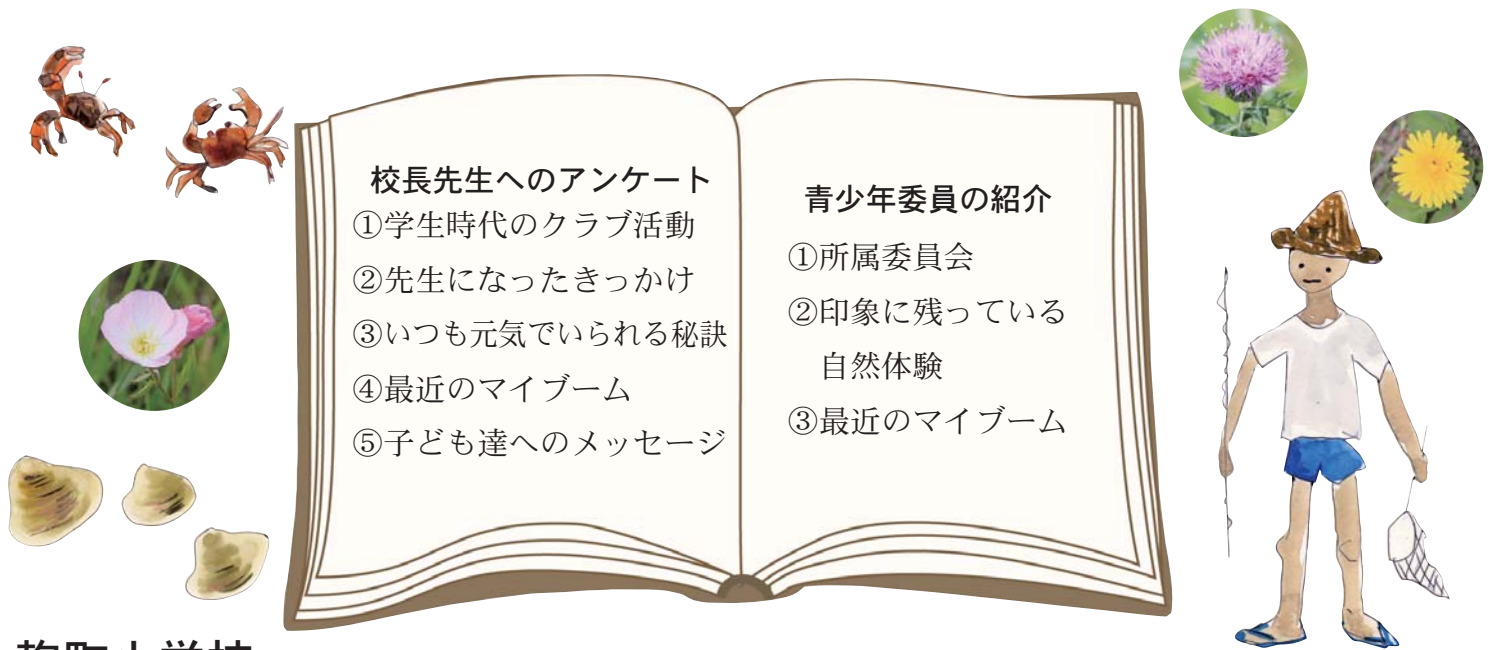 校長先生へのアンケート
①学生時代のクラブ活動
②先生になったきっかけ
③いつも元気でいられる秘訣
④最近のマイブーム
⑤子ども達へのメッセージ
青少年委員の紹介
①所属委員会
②印象に残っている
自然体験
③最近のマイブーム